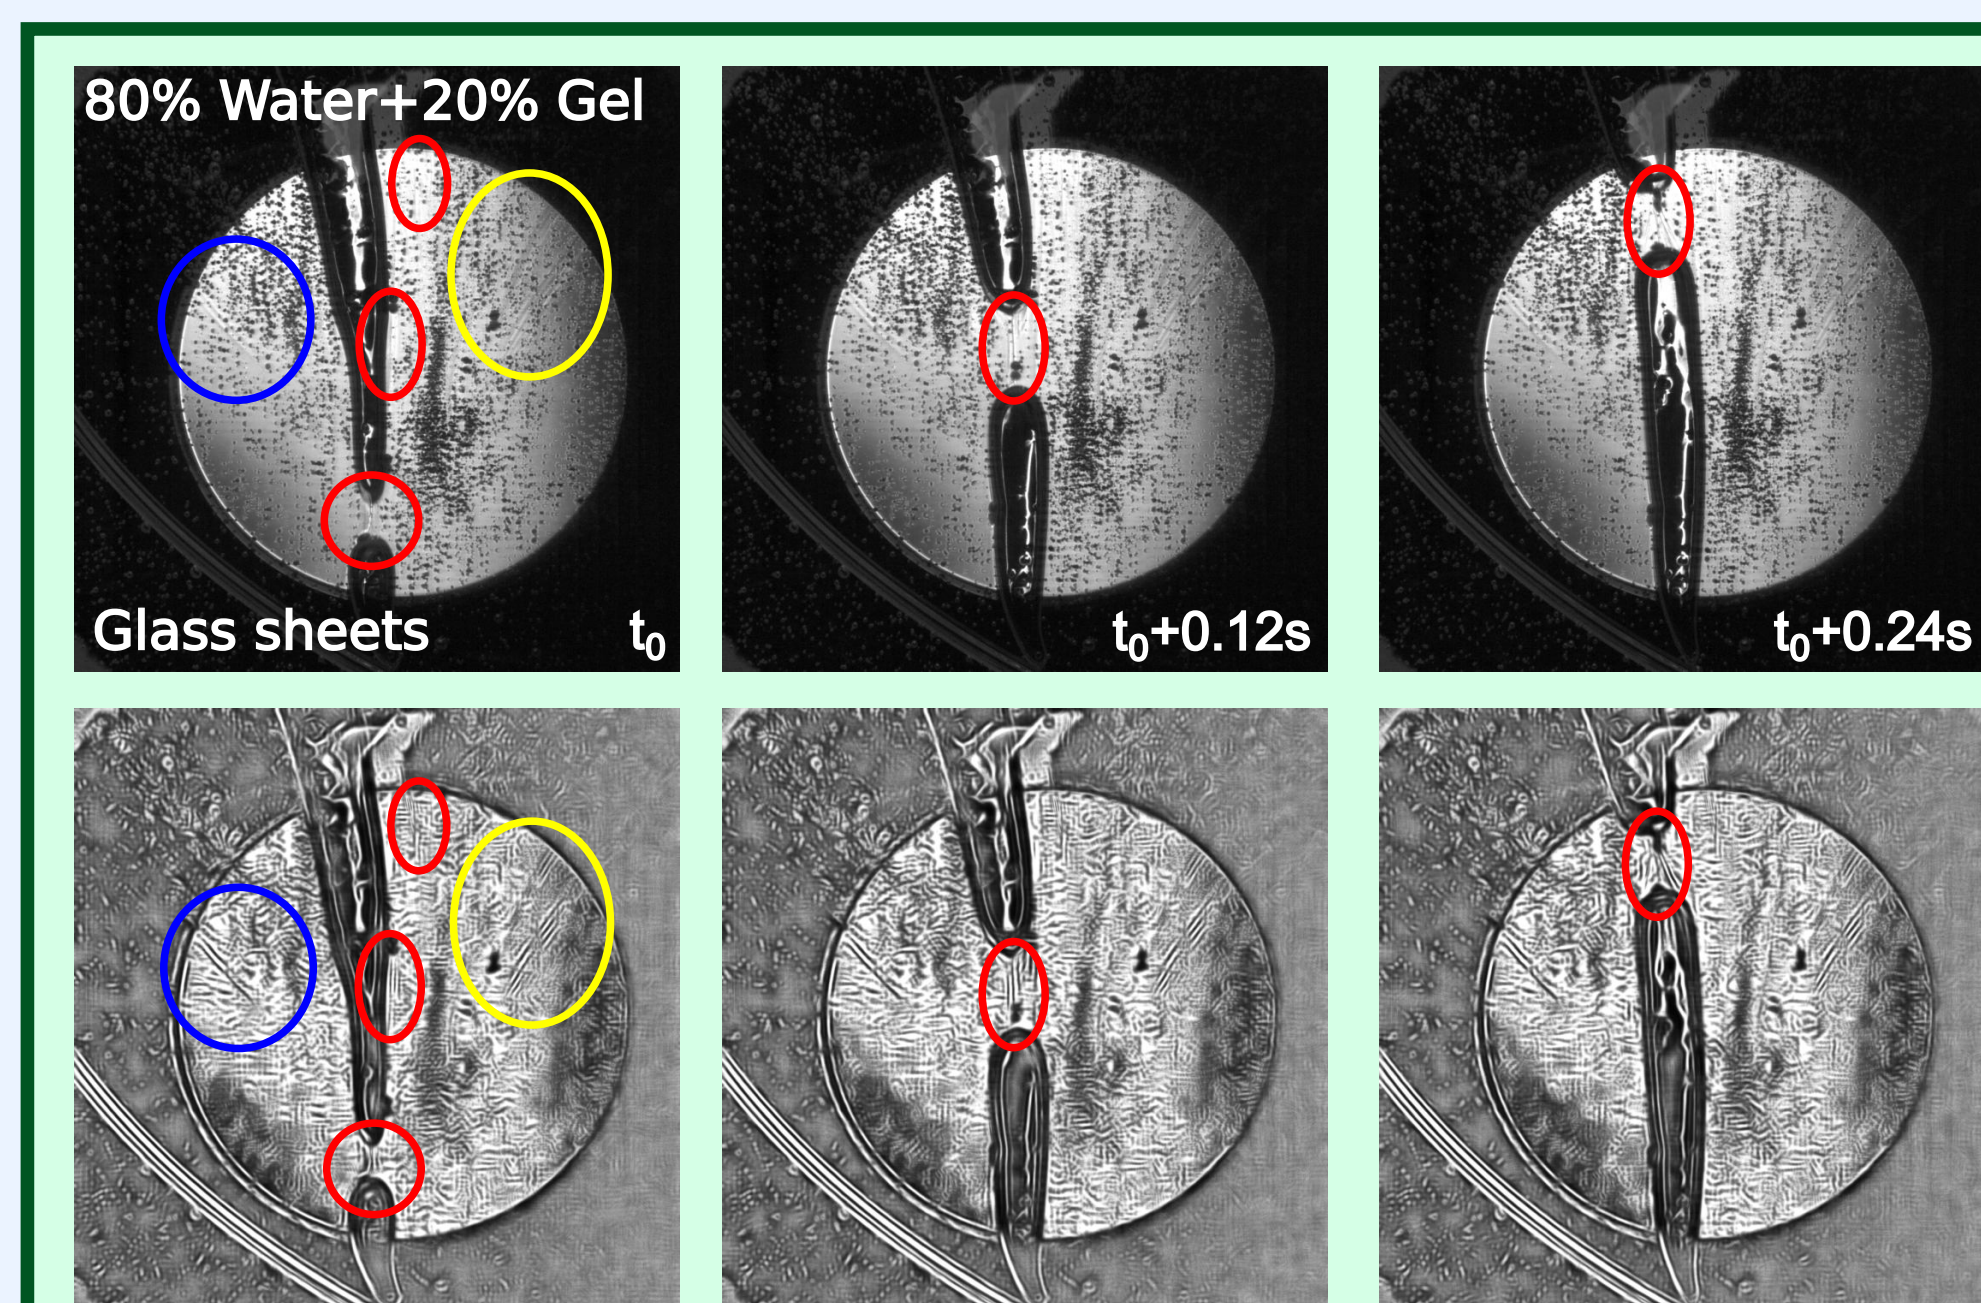 80% Water+20% Gel
Glass sheets
t₀
t₀+0.12s
t₀+0.24s